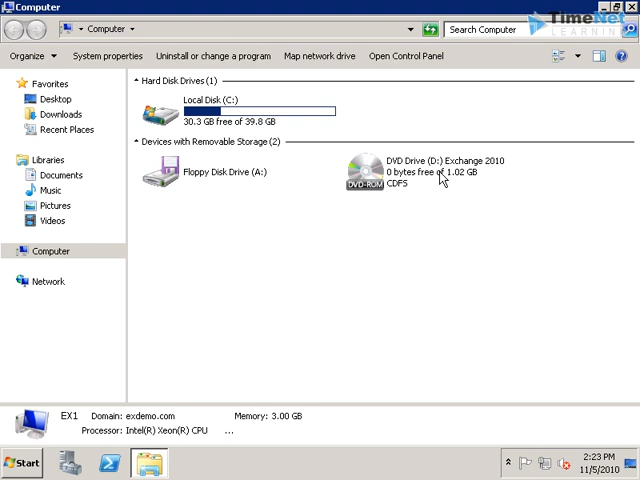 Computer
Computer
Search Computer
TimeNet
LEARNING
Organize
System properties
Uninstall or change a program
Map network drive
Open Control Panel
Favorites
Desktop
Downloads
Recent Places
Libraries
Documents
Music
Pictures
Videos
Computer
Network
Hard Disk Drives (1)
Local Disk (C:)
30.3 GB free of 39.8 GB
Devices with Removable Storage (2)
Floppy Disk Drive (A:)
DVD-ROM
DVD Drive (D:) Exchange 2010
0 bytes free of 1.02 GB
CDFS
EX1 Domain: exdemo.com Memory: 3.00 GB
Processor: Intel(R) Xeon(R) CPU ...
Start
2:23 PM
11/5/2010